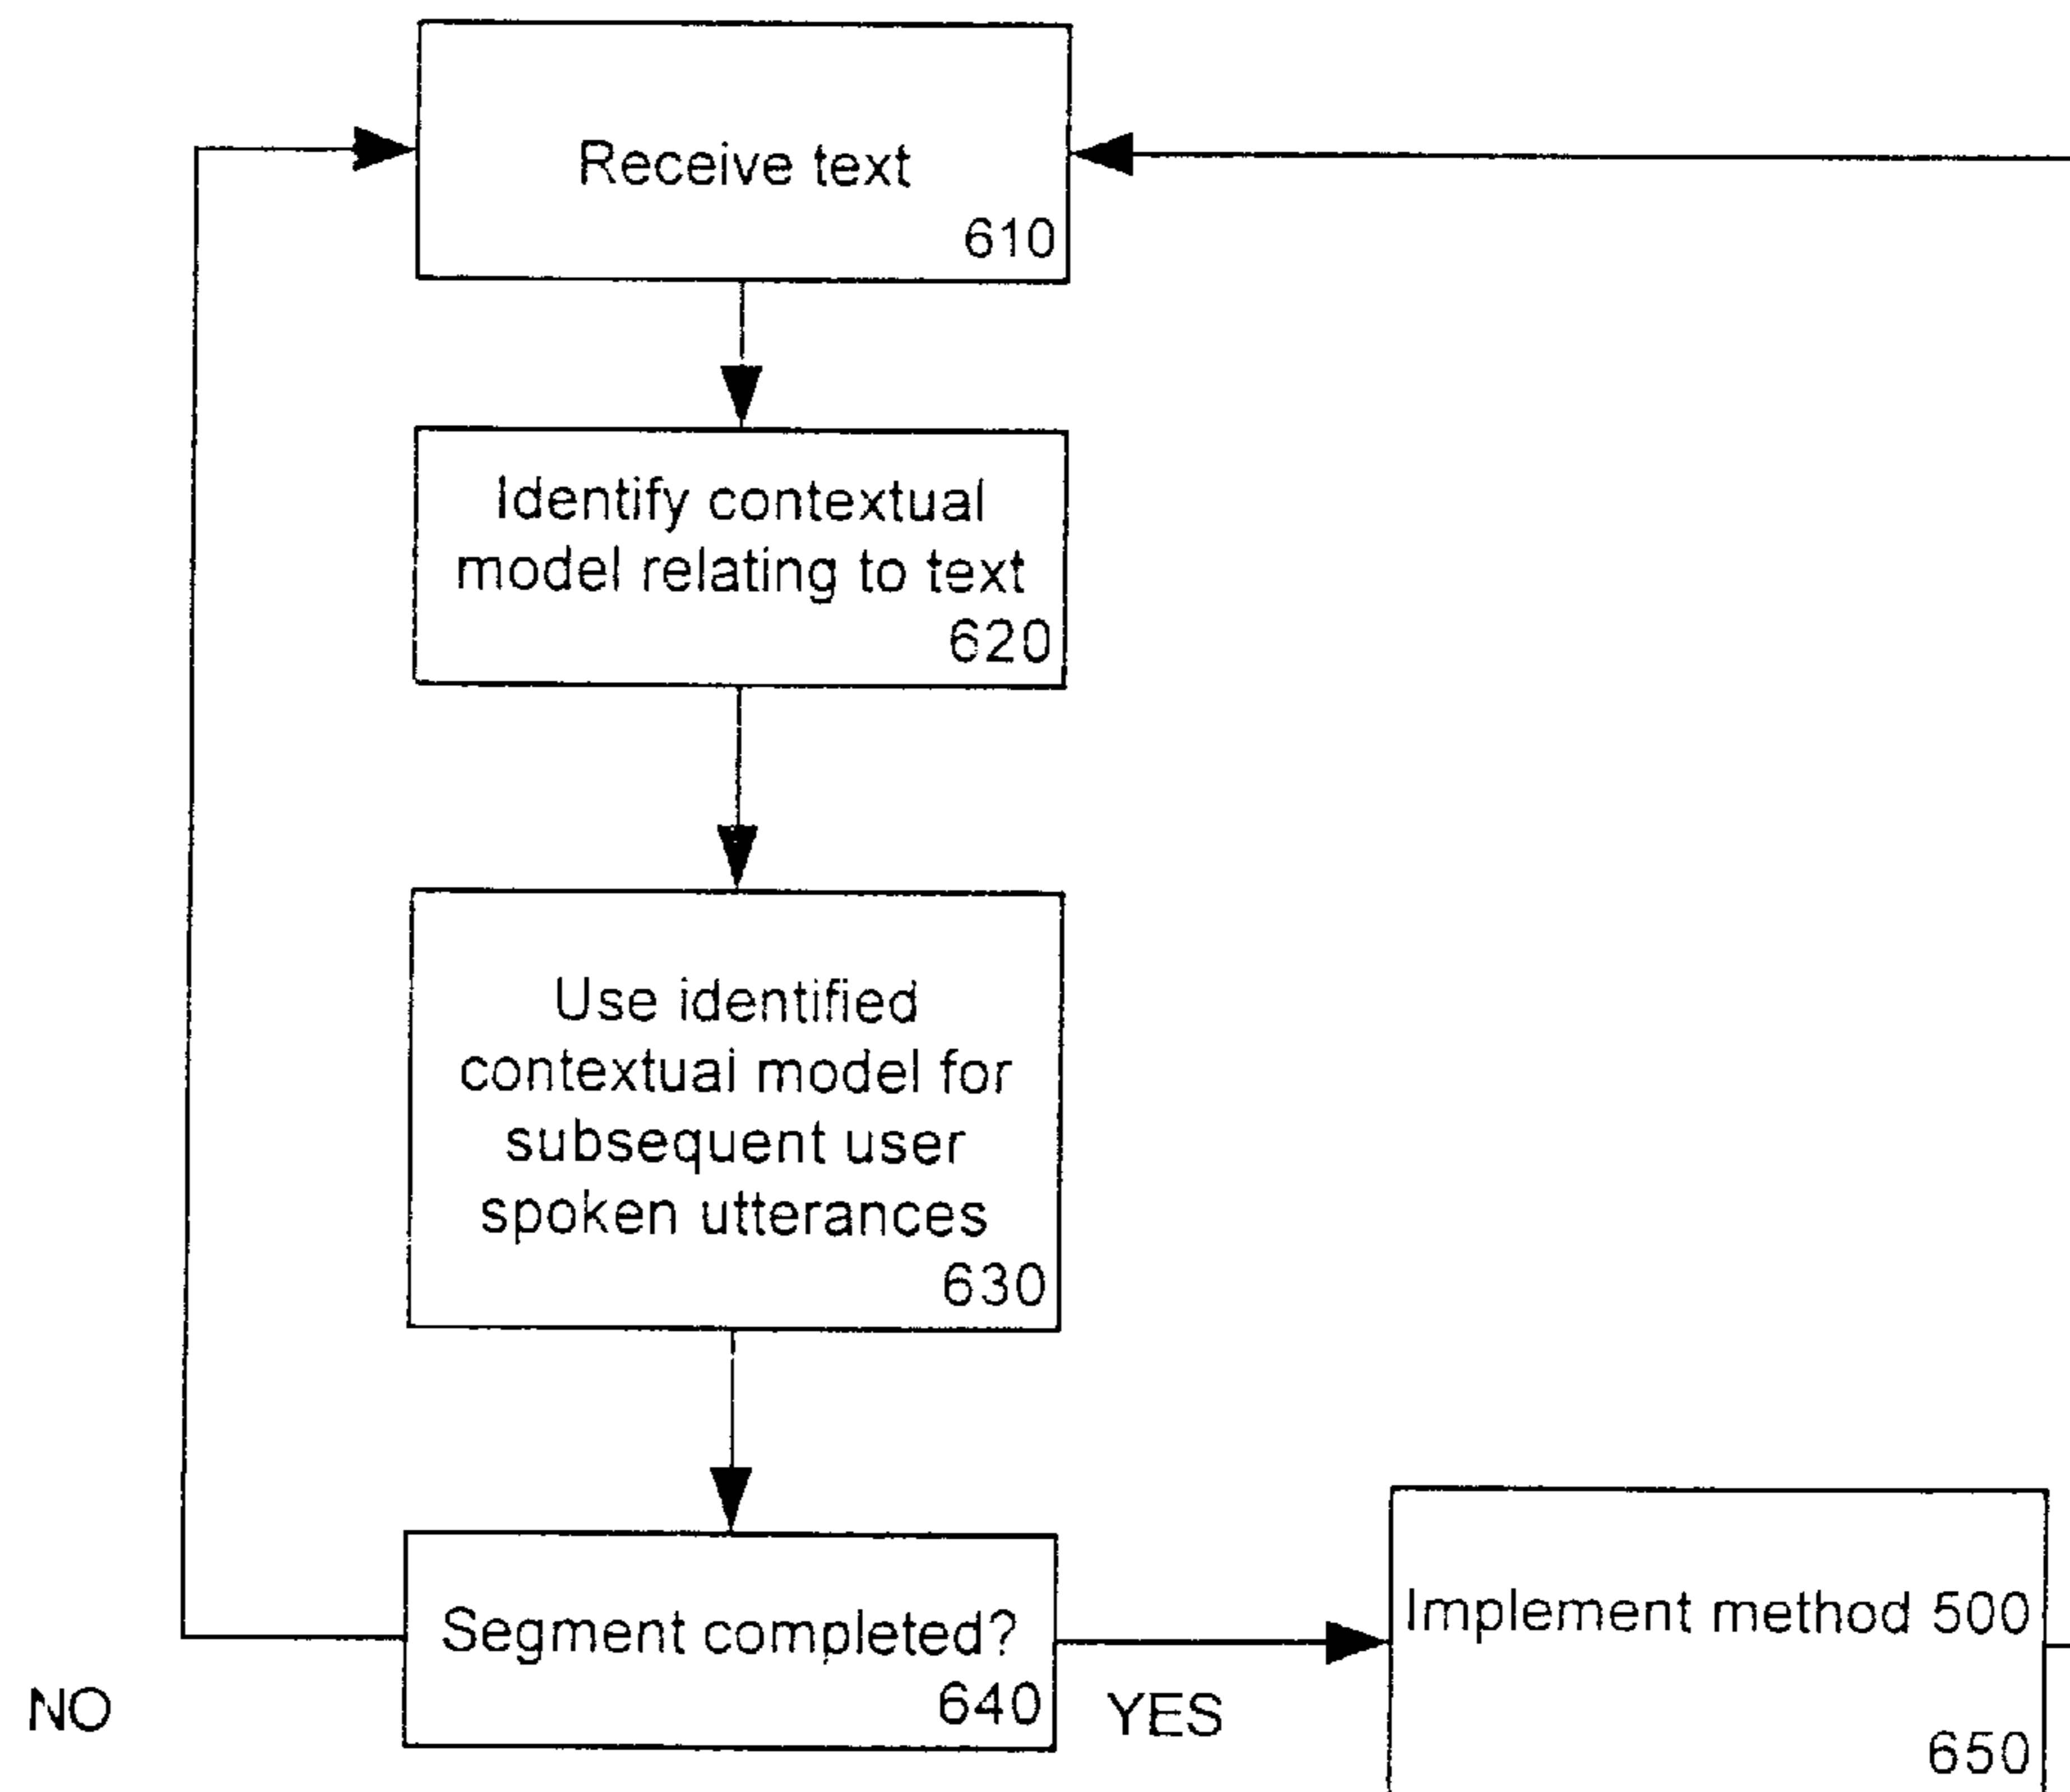 Receive text
610
Identify contextual
model relating to text
620
Use identified
contextual model for
subsequent user
spoken utterances
630
Segment completed?
640
NO
YES
Implement method 500
650